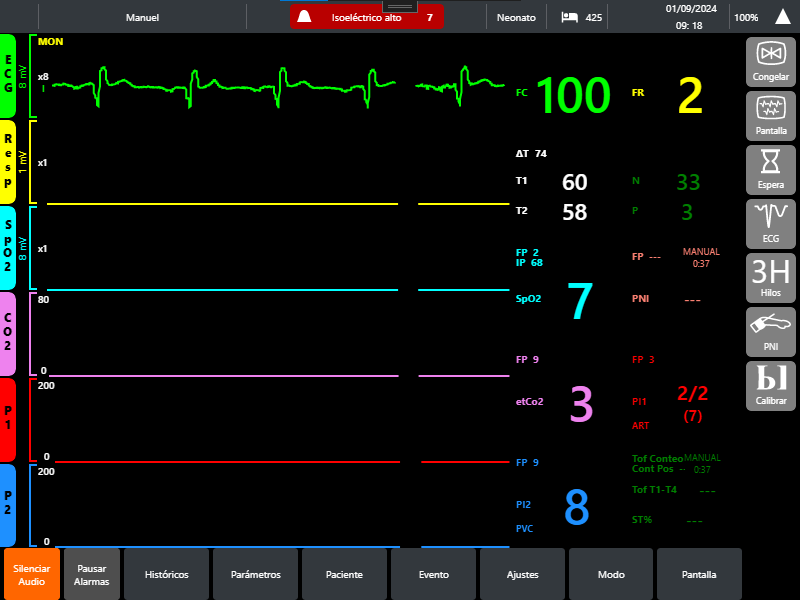 Manuel
Isoeléctrico alto 7
Neonato
425
01/09/2024
09: 18
100%
ECG
8 mV
MON
x8
I
FC 100
FR 2
Congelar
Pantalla
Resp
1 mV
x1
ΔT 74
T1 60
N 33
T2 58
P 3
Espera
ECG
SpO2
8 mV
x1
FP 2
IP 68
FP ---
MANUAL
0:37
SpO2 7
PNI ---
3H
Hilos
CO2
80
0
FP 9
FP 3
etCo2 3
PI1 2/2
(7)
ART
PNI
Calibrar
P1
200
0
FP 9
Tof Conteo MANUAL
Cont Pos -- 0:37
P2
200
0
PI2 8
PVC
Tof T1-T4 ---
ST% ---
Silenciar Audio
Pausar Alarmas
Históricos
Parámetros
Paciente
Evento
Ajustes
Modo
Pantalla